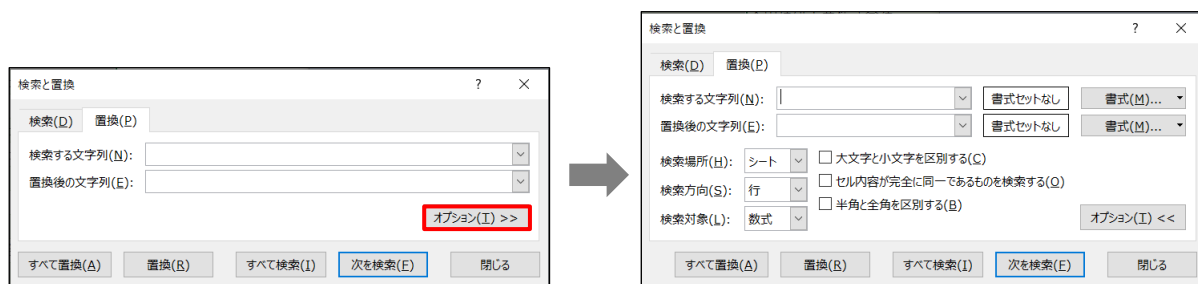 検索と置換 ? ×
検索(D) 置換(P)
検索する文字列(N):
置換後の文字列(E):
オプション(T) >>
すべて置換(A) 置換(R) すべて検索(I) 次を検索(F) 閉じる
検索と置換 ? ×
検索(D) 置換(P)
検索する文字列(N): 書式セットなし 書式(M)...
置換後の文字列(E): 書式セットなし 書式(M)...
検索場所(H): シート 大文字と小文字を区別する(C)
検索方向(S): 行 セル内容が完全に同一であるものを検索する(O)
検索対象(L): 数式 半角と全角を区別する(B)
オプション(T) <<
すべて置換(A) 置換(R) すべて検索(I) 次を検索(F) 閉じる